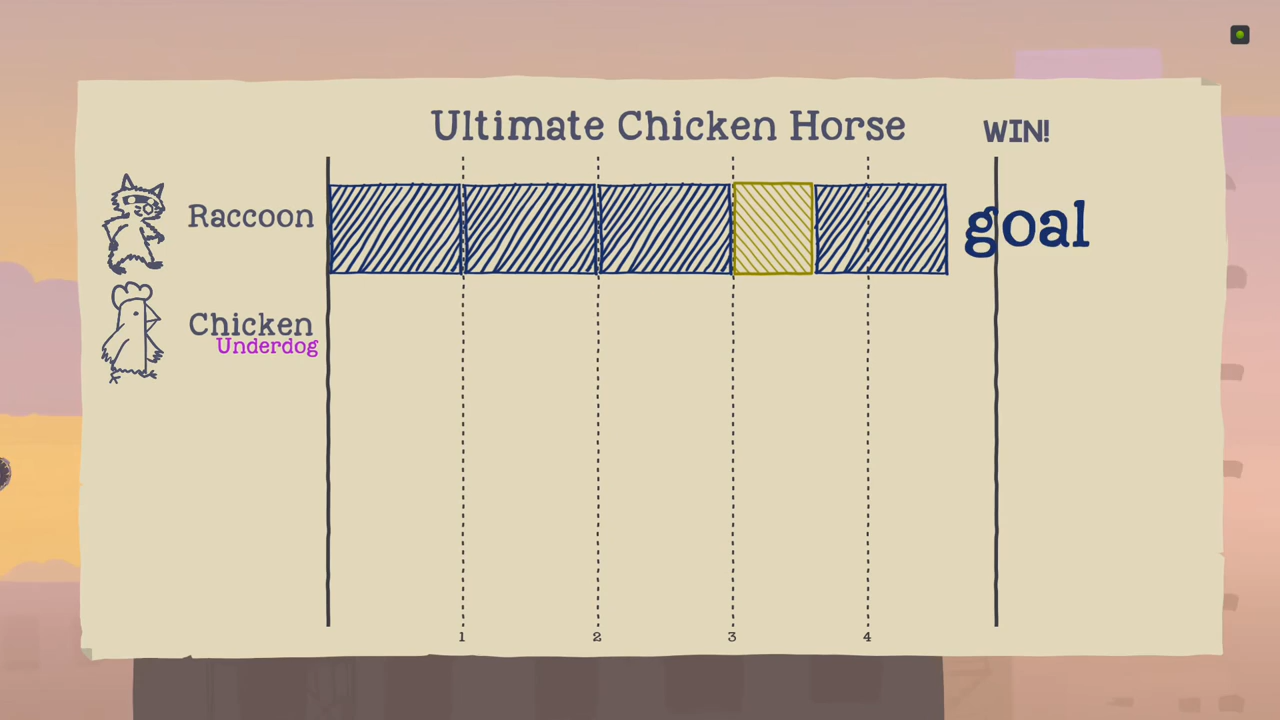 Ultimate Chicken Horse
WIN!
Raccoon
goal
Chicken
Underdog
1 2 3 4